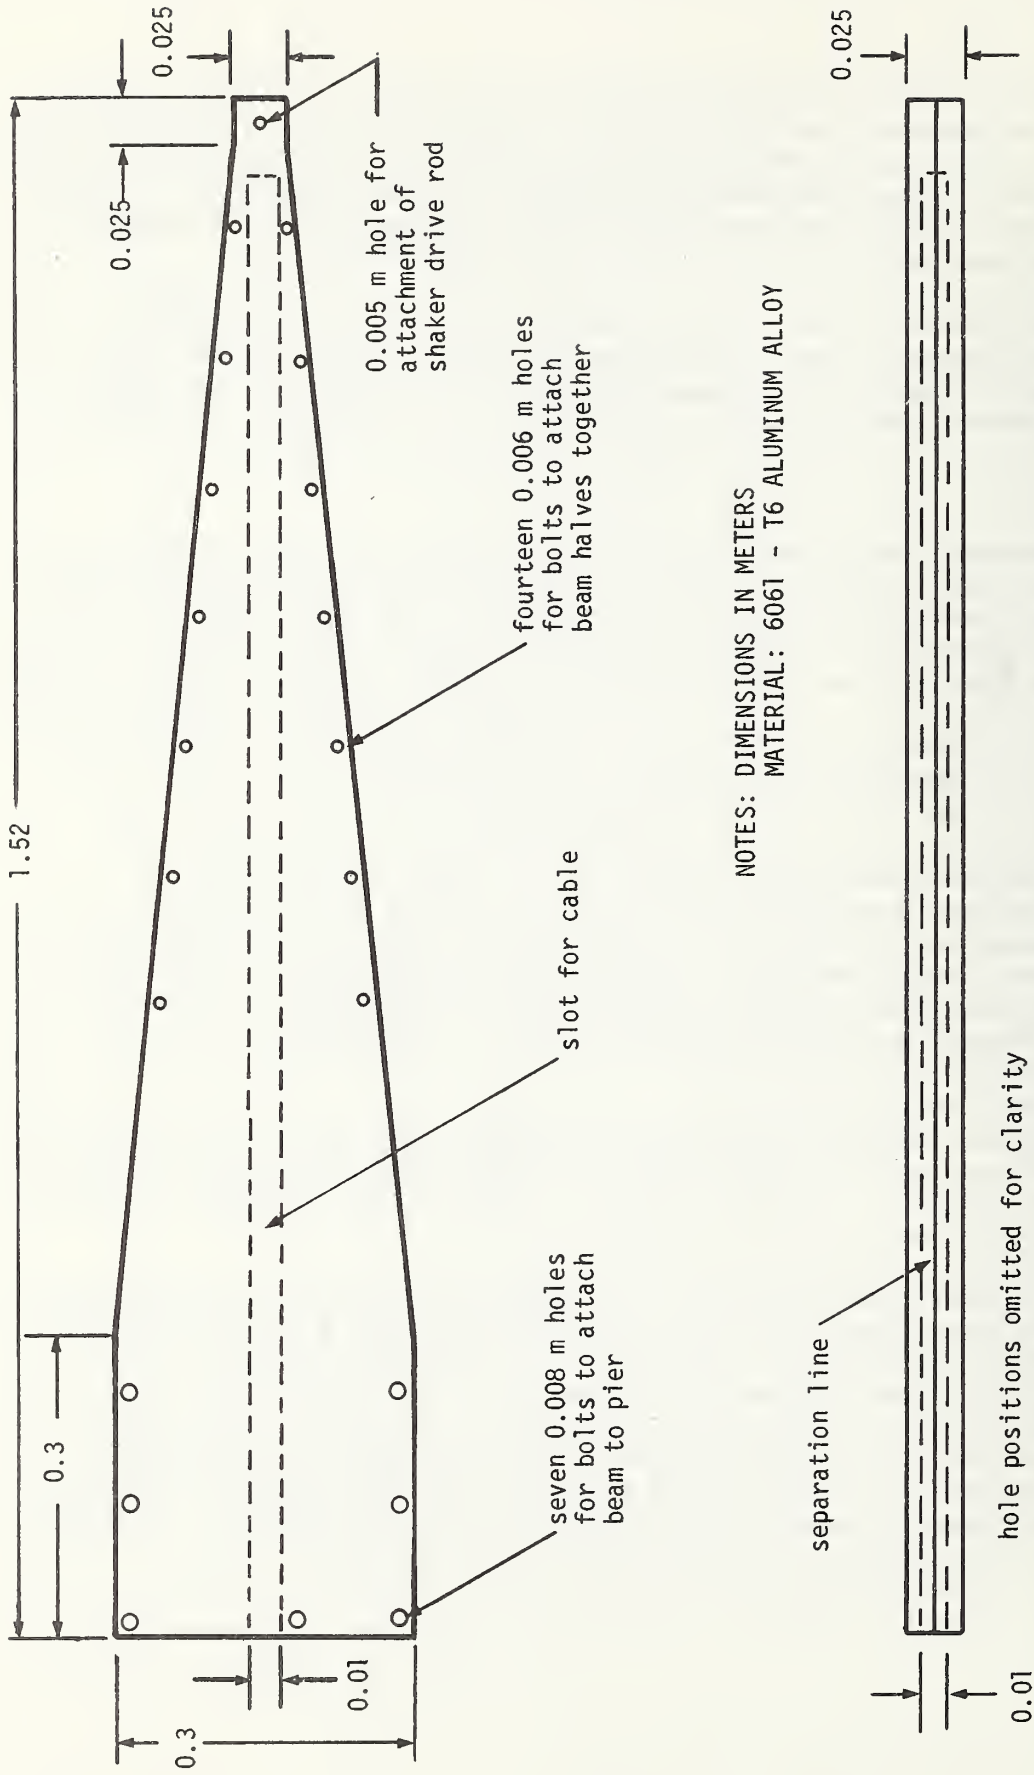 1.52
0.3
0.025
0.025
0.025
0.3
0.01
0.005 m hole for
attachment of
shaker drive rod
fourteen 0.006 m holes
for bolts to attach
beam halves together
slot for cable
seven 0.008 m holes
for bolts to attach
beam to pier
NOTES: DIMENSIONS IN METERS
MATERIAL: 6061 - T6 ALUMINUM ALLOY
separation line
0.025
0.01
hole positions omitted for clarity